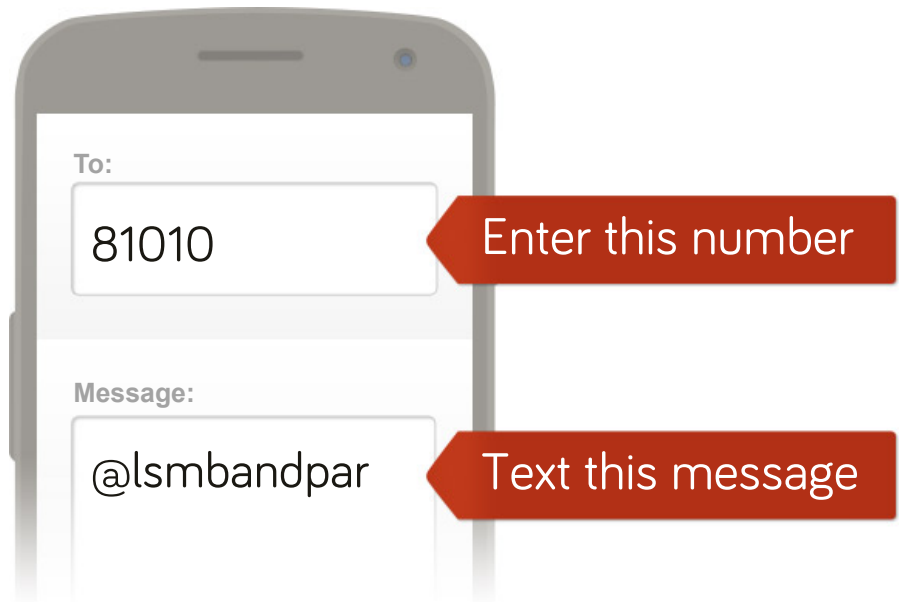 To:
81010
Enter this number
Message:
@lsmbandpar
Text this message